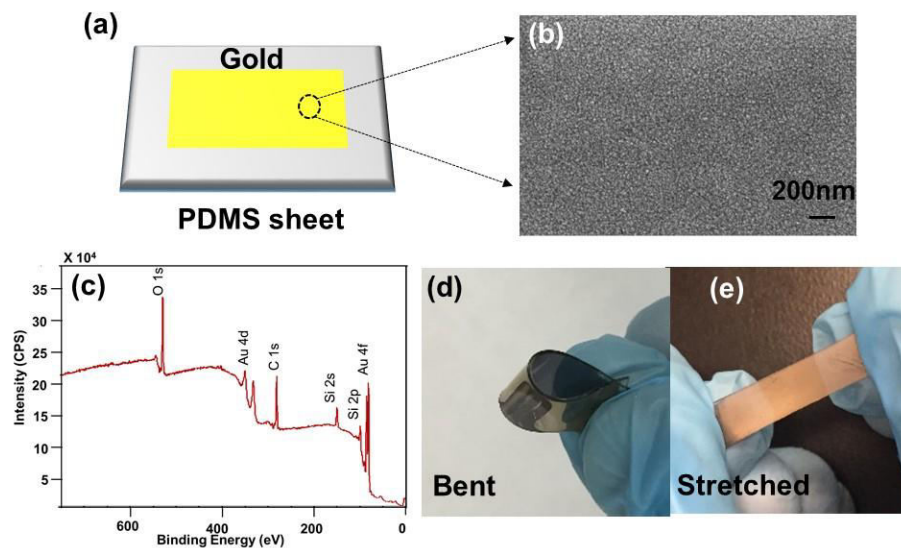 (a)
Gold
PDMS sheet
(b)
200nm
(c)
X 10⁴
35
30
25
20
15
10
5
Intensity (CPS)
O 1s
Au 4d
C 1s
Si 2s
Si 2p
Au 4f
600
400
200
0
Binding Energy (eV)
(d)
Bent
(e)
Stretched